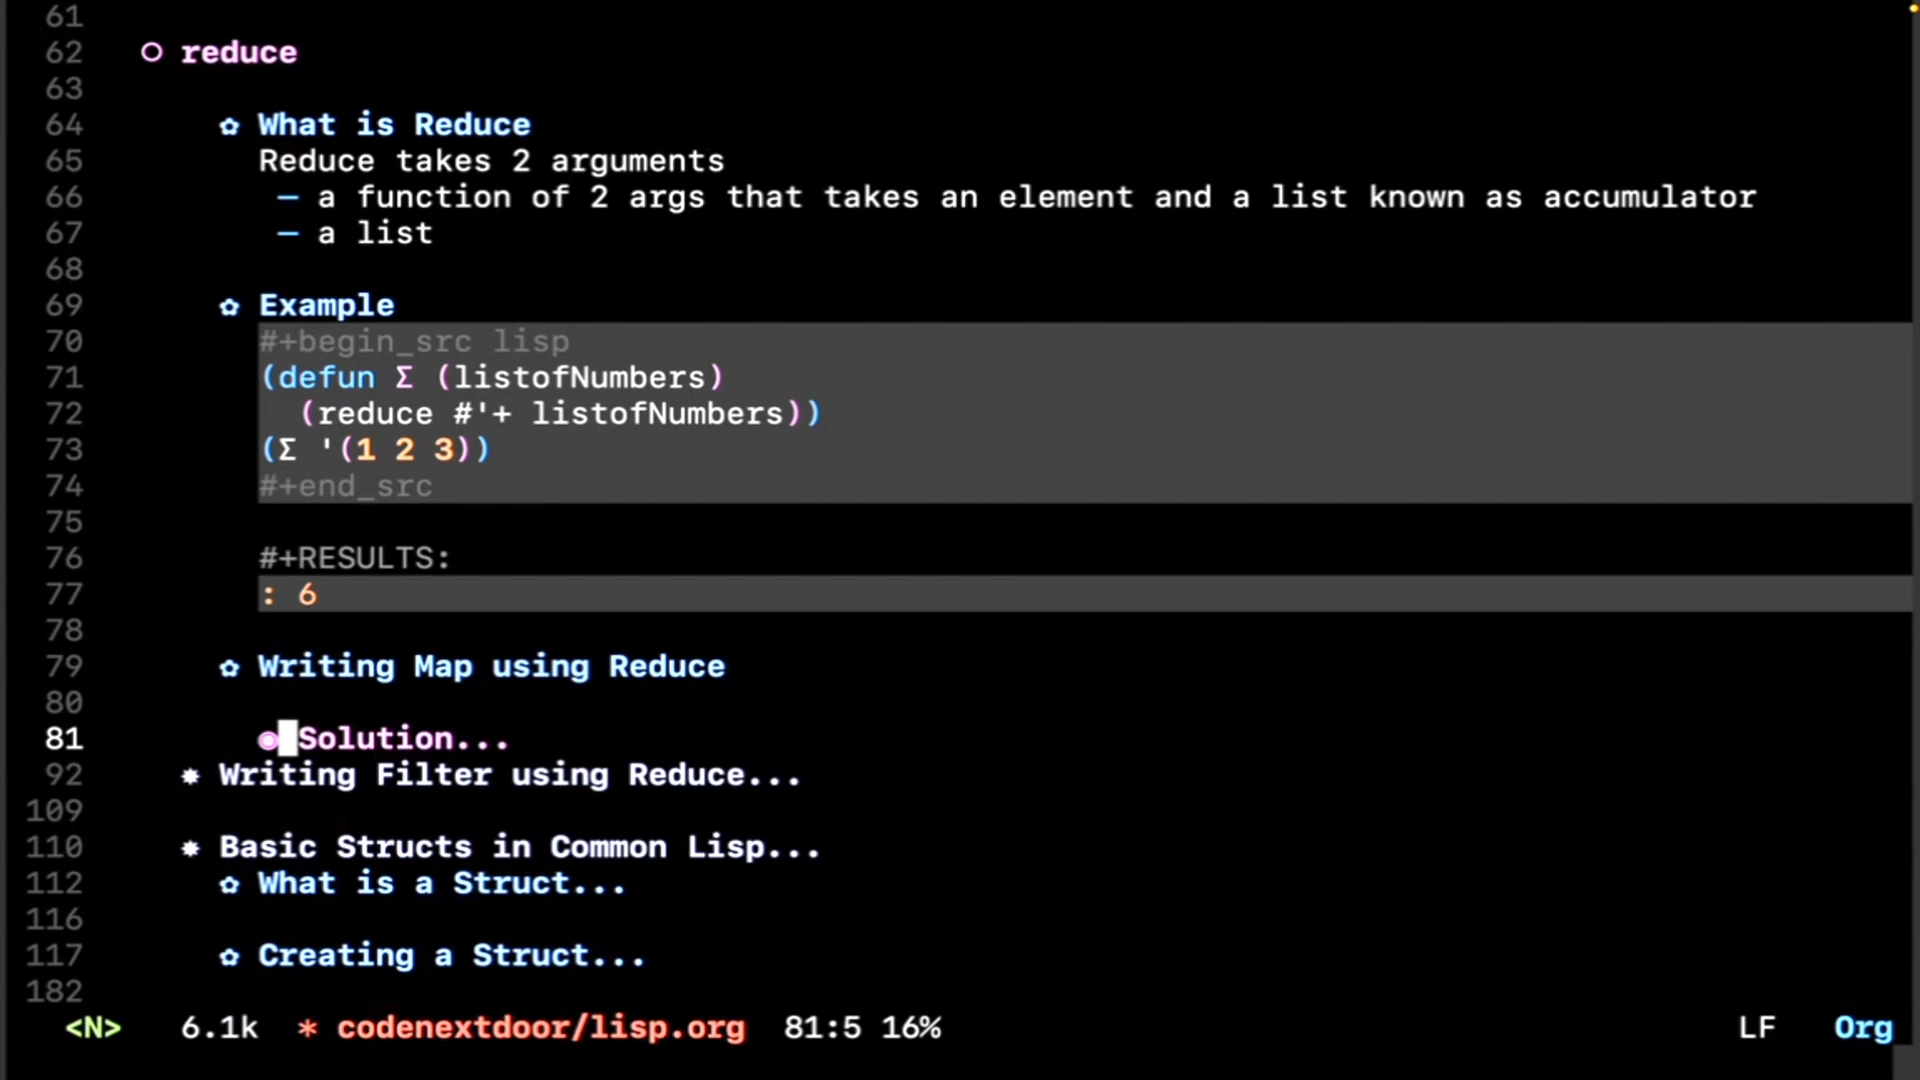 61
62 ○ reduce
63
64 ✿ What is Reduce
65 Reduce takes 2 arguments
66 – a function of 2 args that takes an element and a list known as accumulator
67 – a list
68
69 ✿ Example
70 #+begin_src lisp
71 (defun Σ (listofNumbers)
72 (reduce #'+ listofNumbers))
73 (Σ '(1 2 3))
74 #+end_src
75
76 #+RESULTS:
77 : 6
78
79 ✿ Writing Map using Reduce
80
81 ◉ Solution...
92 ✸ Writing Filter using Reduce...
109
110 ✸ Basic Structs in Common Lisp...
112 ✿ What is a Struct...
116
117 ✿ Creating a Struct...
182
<N> 6.1k * codenextdoor/lisp.org 81:5 16% LF Org